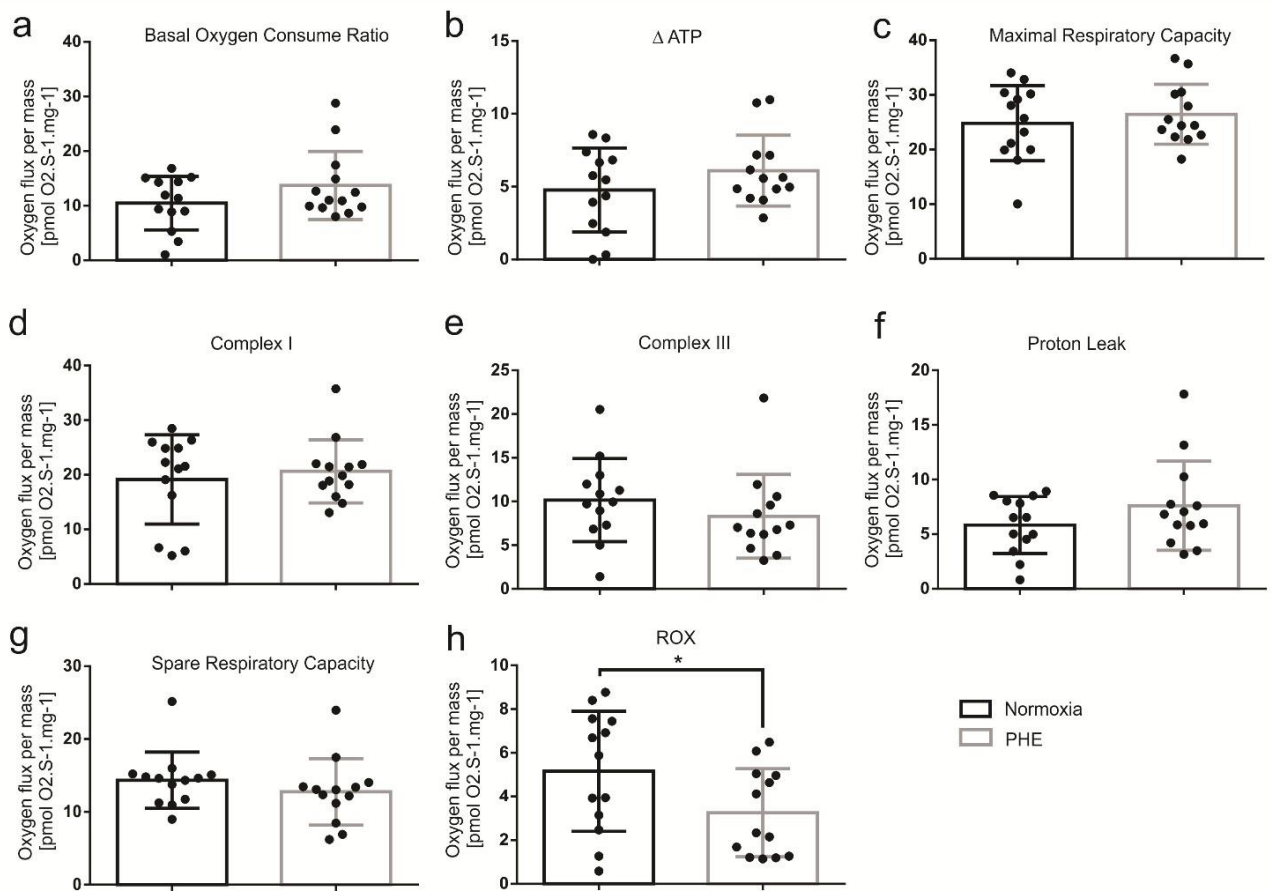 a
Basal Oxygen Consume Ratio
Oxygen flux per mass
[pmol O2.S-1.mg-1]
40
30
20
10
0
b
Δ ATP
Oxygen flux per mass
[pmol O2.S-1.mg-1]
15
10
5
0
c
Maximal Respiratory Capacity
Oxygen flux per mass
[pmol O2.S-1.mg-1]
40
30
20
10
0
d
Complex I
Oxygen flux per mass
[pmol O2.S-1.mg-1]
40
30
20
10
0
e
Complex III
Oxygen flux per mass
[pmol O2.S-1.mg-1]
25
20
15
10
5
0
f
Proton Leak
Oxygen flux per mass
[pmol O2.S-1.mg-1]
20
15
10
5
0
g
Spare Respiratory Capacity
Oxygen flux per mass
[pmol O2.S-1.mg-1]
30
20
10
0
h
ROX
*
Oxygen flux per mass
[pmol O2.S-1.mg-1]
10
8
6
4
2
0
Normoxia
PHE